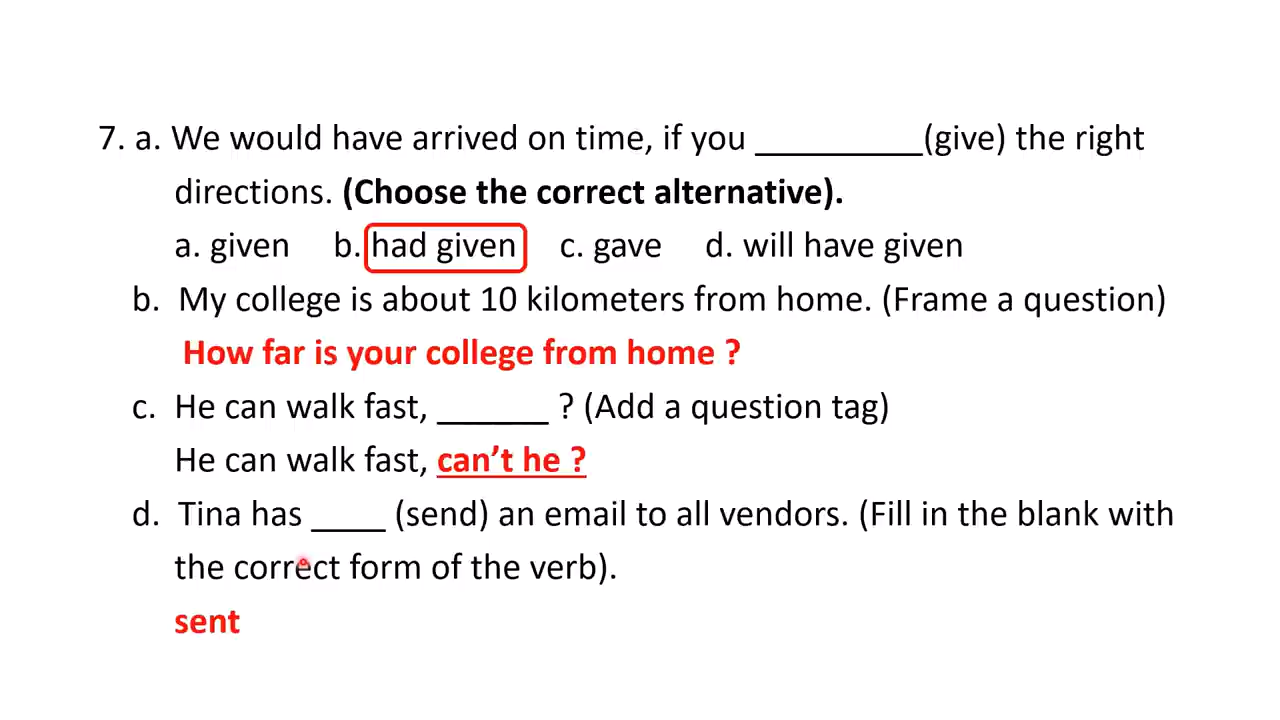 7. a. We would have arrived on time, if you _________(give) the right
directions. (Choose the correct alternative).
a. given b. had given c. gave d. will have given
b. My college is about 10 kilometers from home. (Frame a question)
How far is your college from home ?
c. He can walk fast, ______ ? (Add a question tag)
He can walk fast, can’t he ?
d. Tina has ____ (send) an email to all vendors. (Fill in the blank with
the correct form of the verb).
sent